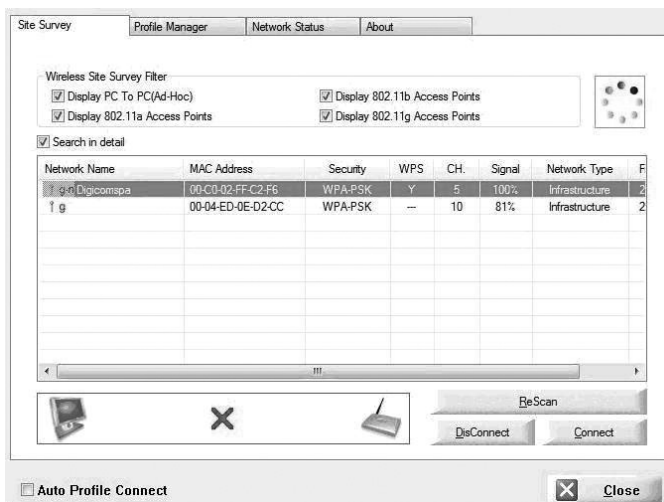 Site Survey Profile Manager Network Status About
Wireless Site Survey Filter
Display PC To PC(Ad-Hoc) Display 802.11b Access Points
Display 802.11a Access Points Display 802.11g Access Points
Search in detail
Network Name MAC Address Security WPS CH. Signal Network Type F
g-n Digicomspa 00-C0-02-FF-C2-F6 WPA-PSK Y 5 100% Infrastructure 2
g 00-04-ED-0E-D2-CC WPA-PSK --- 10 81% Infrastructure 2
ReScan
DisConnect Connect
Auto Profile Connect Close